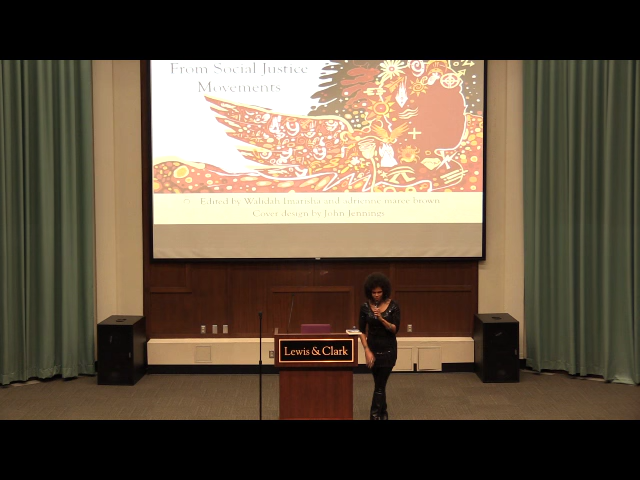 From Social Justice
Movements
Edited by Walidah Imarisha and adrienne maree brown
Cover design by John Jennings
Lewis & Clark